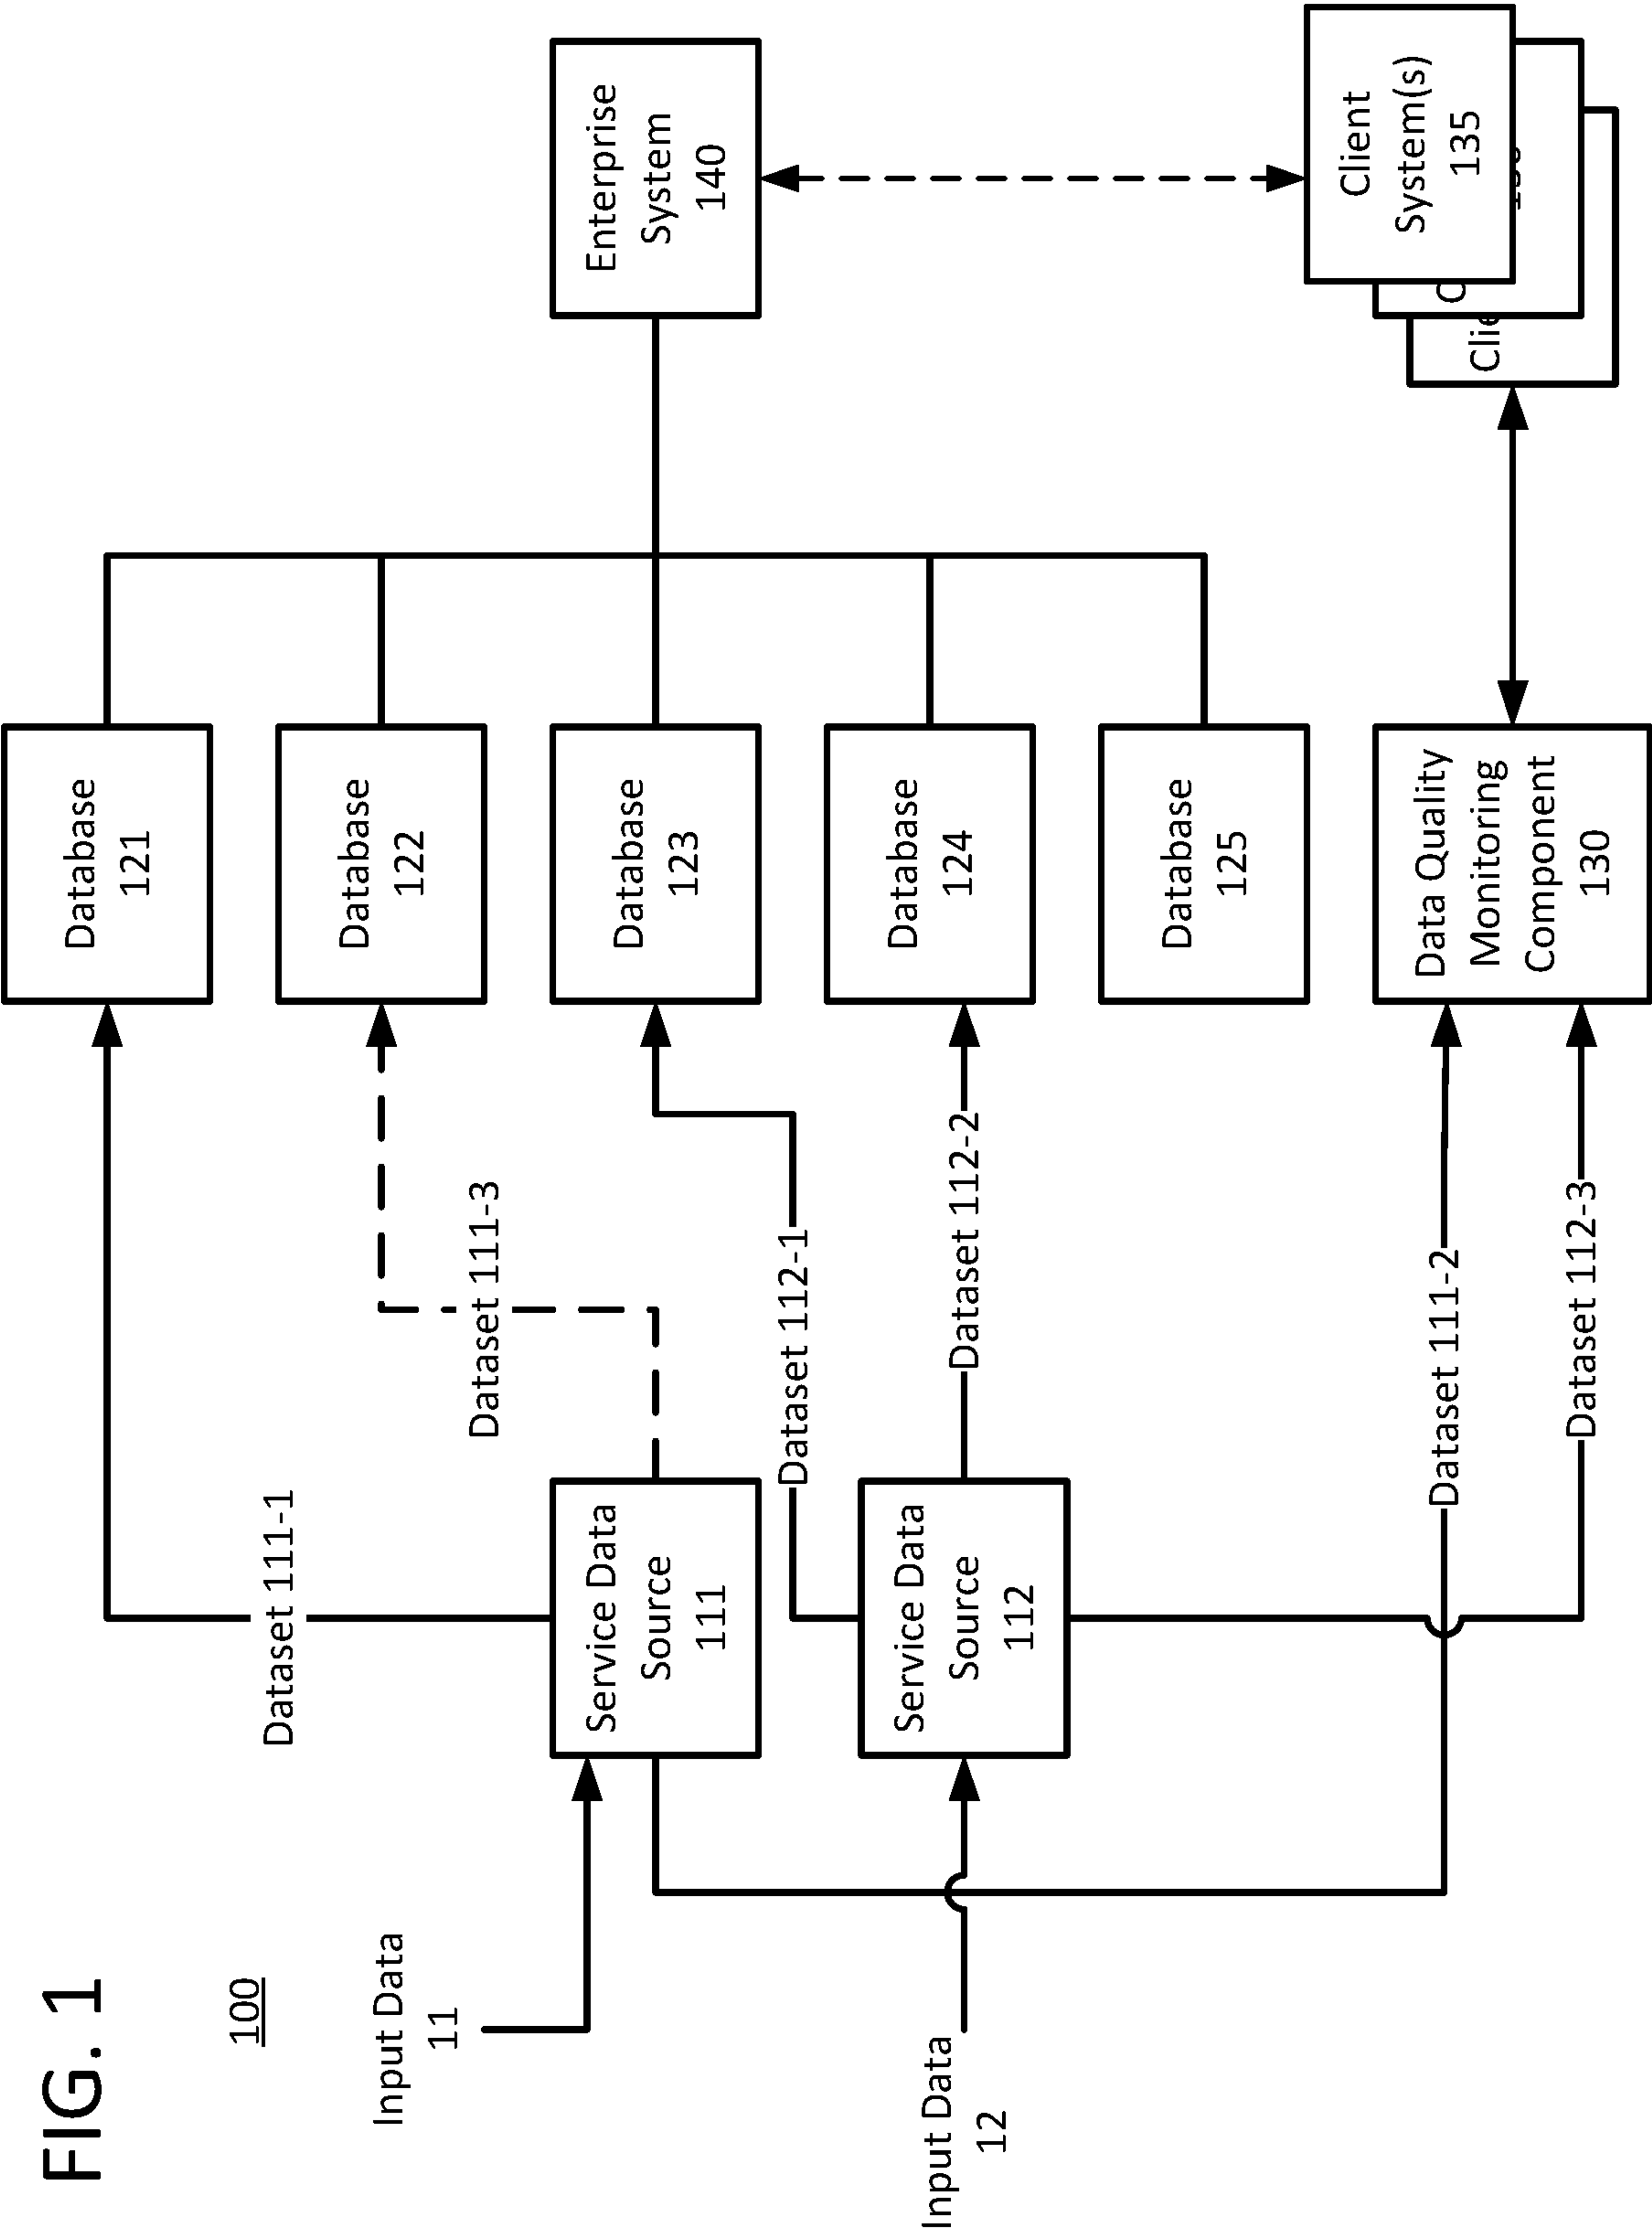 FIG. 1
100
Input Data
11
Input Data
12
Dataset 111-1
Service Data
Source
111
Service Data
Source
112
Dataset 111-3
Dataset 112-1
Dataset 112-2
Dataset 111-2
Dataset 112-3
Database
121
Database
122
Database
123
Database
124
Database
125
Data Quality
Monitoring
Component
130
Enterprise
System
140
Client
System(s)
135